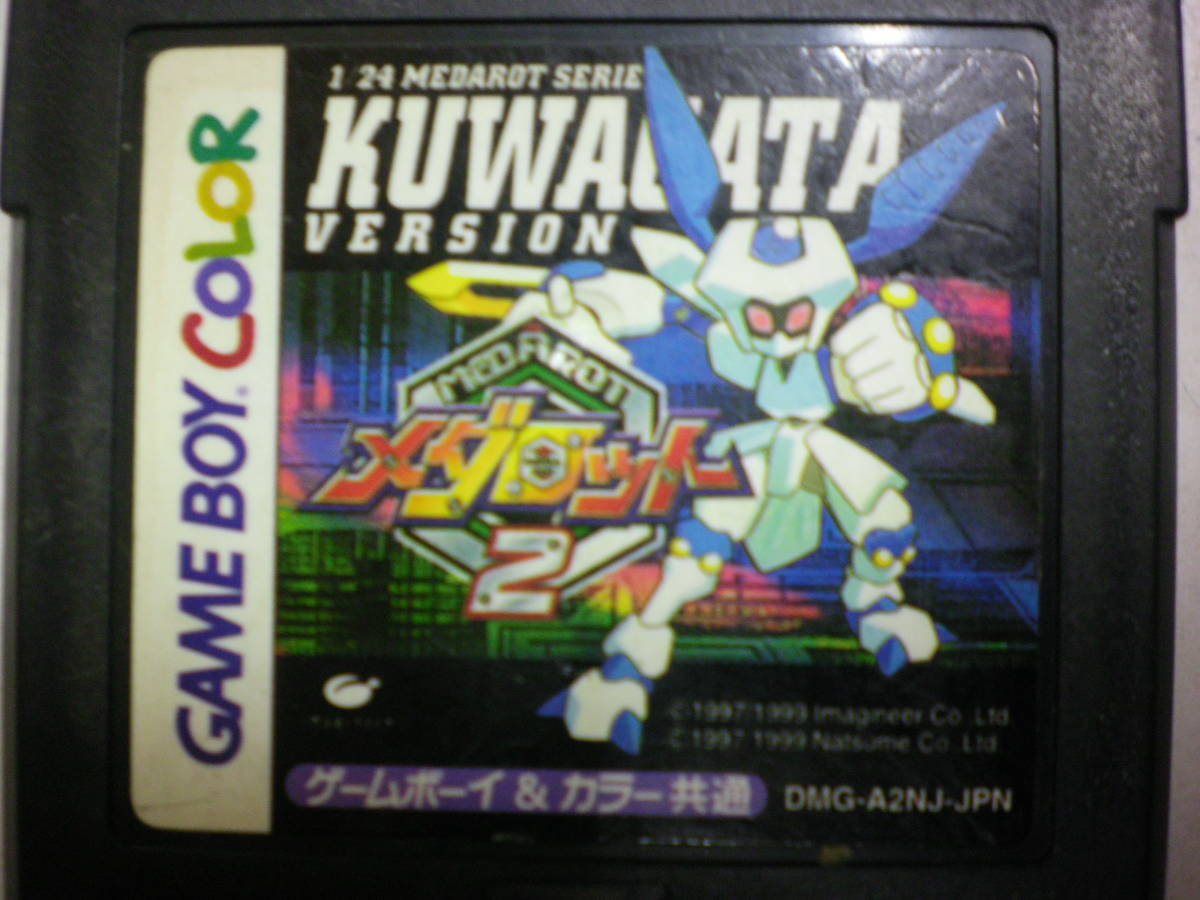 1/24 MEDAROT SERIE
KUWAGATA
VERSION
GAME BOY COLOR
MEDAROT
メダロット
2
©1997 1999 Imagineer Co.,Ltd.
©1997 1999 Natsume Co.,Ltd.
ゲームボーイ & カラー共通
DMG-A2NJ-JPN